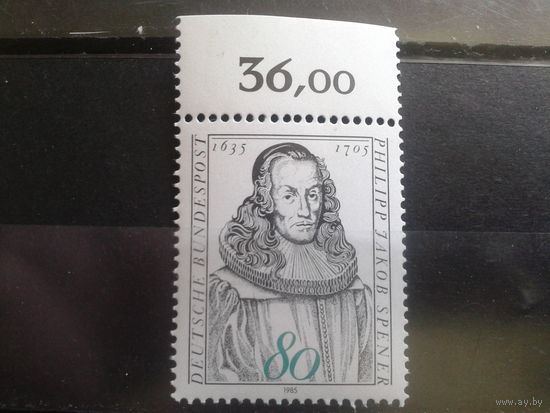 36,00
1635 1705
DEUTSCHE BUNDESPOST
PHILIPP JAKOB SPENER
80
1985
© www.ay.by